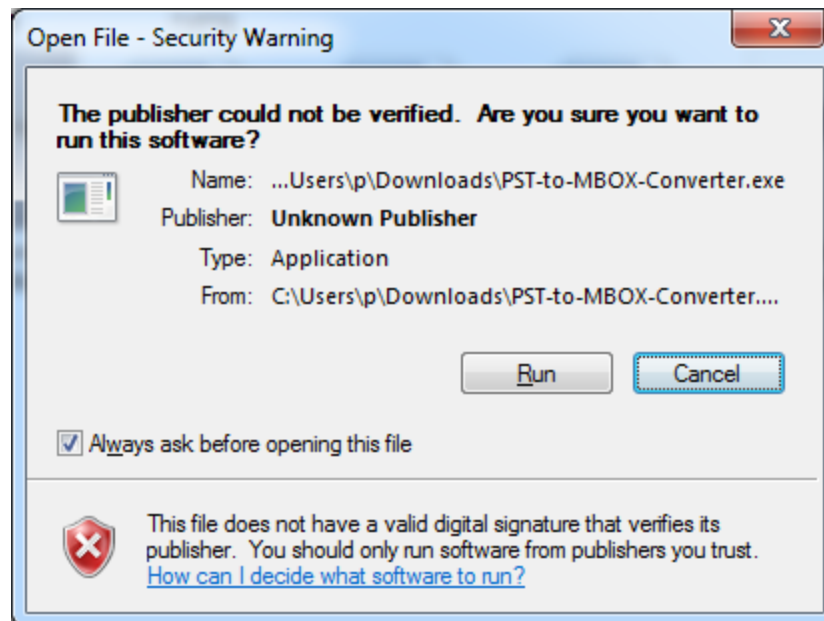 Open File - Security Warning
The publisher could not be verified.  Are you sure you want to
run this software?
Name: ...Users\p\Downloads\PST-to-MBOX-Converter.exe
Publisher: Unknown Publisher
Type: Application
From: C:\Users\p\Downloads\PST-to-MBOX-Converter....
Run Cancel
Always ask before opening this file
This file does not have a valid digital signature that verifies its
publisher.  You should only run software from publishers you trust.
How can I decide what software to run?